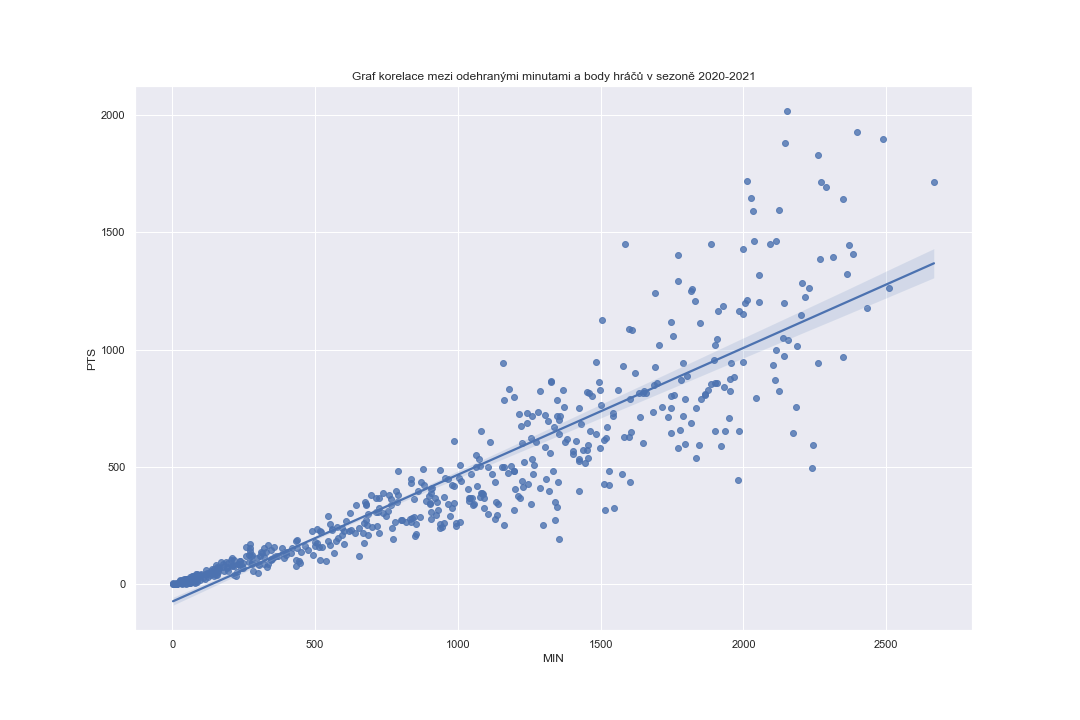 Graf korelace mezi odehranými minutami a body hráčů v sezoně 2020-2021
2000
1500
1000
500
0
PTS
0 500 1000 1500 2000 2500
MIN